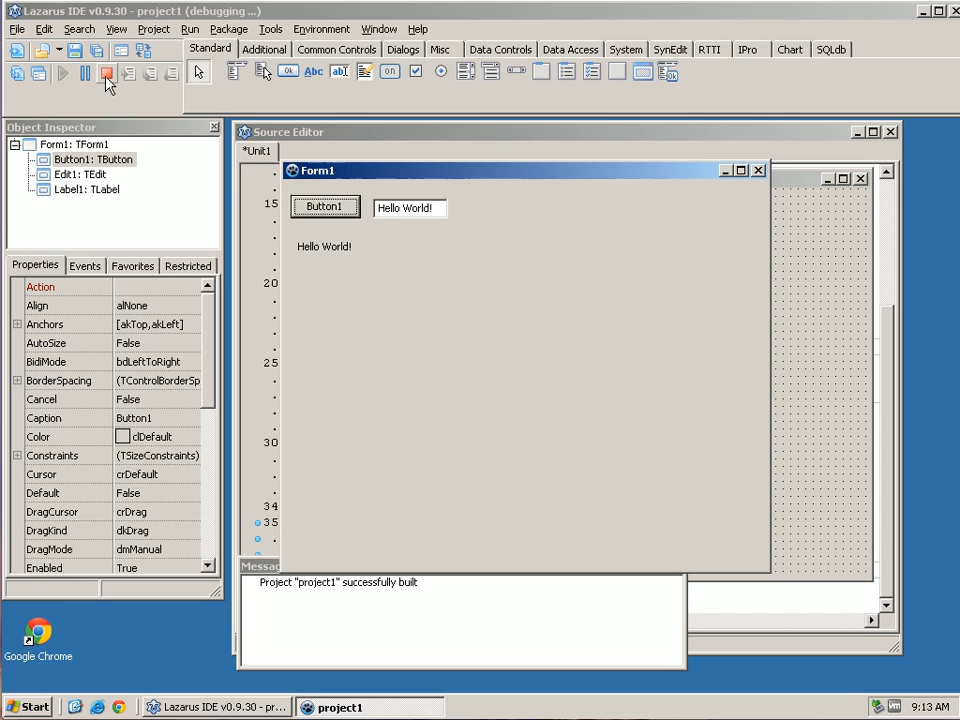 Lazarus IDE v0.9.30 - project1 (debugging ...)
File Edit Search View Project Run Package Tools Environment Window Help
Standard Additional Common Controls Dialogs Misc Data Controls Data Access System SynEdit RTTI IPro Chart SQLdb
Ok Abc ab on
Object Inspector
Form1: TForm1
Button1: TButton
Edit1: TEdit
Label1: TLabel
Properties Events Favorites Restricted
Action
Align alNone
Anchors [akTop,akLeft]
AutoSize False
BidiMode bdLeftToRight
BorderSpacing (TControlBorderSp
Cancel False
Caption Button1
Color clDefault
Constraints (TSizeConstraints)
Cursor crDefault
Default False
DragCursor crDrag
DragKind dkDrag
DragMode dmManual
Enabled True
Source Editor
*Unit1
15
20
25
30
34
35
Form1
Button1 Hello World!
Hello World!
Messag
Project "project1" successfully built
Google Chrome
Start Lazarus IDE v0.9.30 - pr... project1 9:13 AM